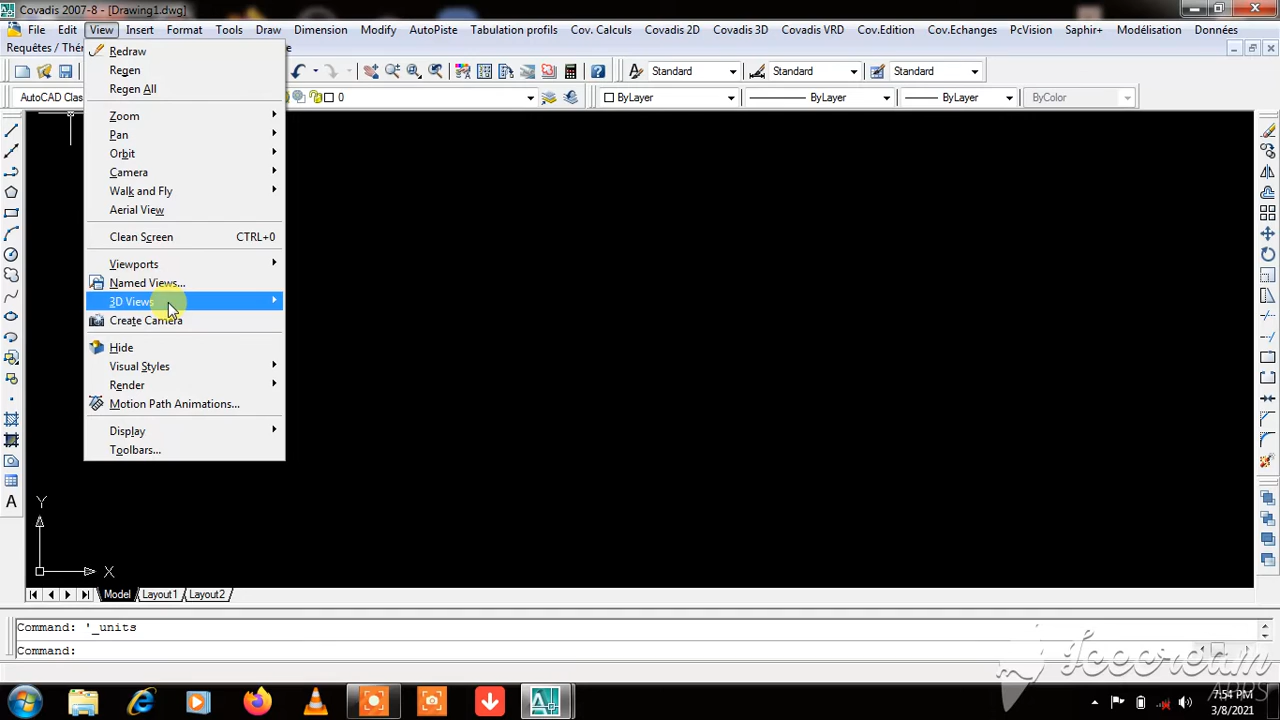 Covadis 2007-8 - [Drawing1.dwg]
File Edit View Insert Format Tools Draw Dimension Modify AutoPiste Tabulation profils Cov. Calculs Covadis 2D Covadis 3D Covadis VRD Cov.Edition Cov.Echanges PcVision Saphir+ Modélisation Données
Requêtes / Thé
Redraw
Regen
Regen All
Zoom
Pan
Orbit
Camera
Walk and Fly
Aerial View
Clean Screen CTRL+0
Viewports
Named Views...
3D Views
Create Camera
Hide
Visual Styles
Render
Motion Path Animations...
Display
Toolbars...
Standard Standard Standard
AutoCAD Clas 0 ByLayer ByLayer ByLayer ByColor
A
Y
X
Model Layout1 Layout2
Command: '_units
Command:
Icecream
APPS
7:54 PM
3/8/2021